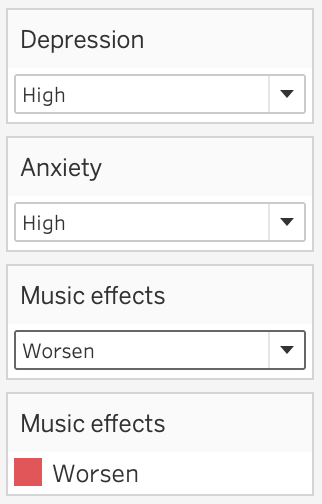 Depression
High
Anxiety
High
Music effects
Worsen
Music effects
Worsen